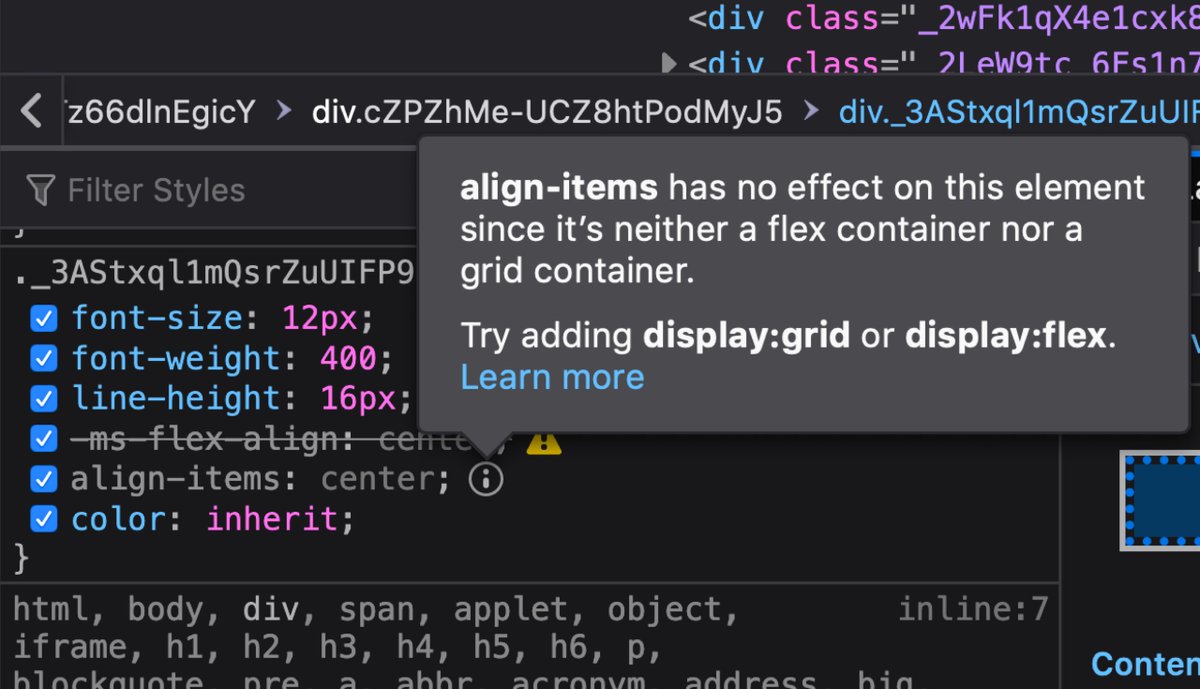 <div class="_2wFk1qX4e1cxk8
<div class="_2LeW9tc_6Fs1n7
z66dlnEgicY > div.cZPZhMe-UCZ8htPodMyJ5 > div._3AStxql1mQsrZuUIF
Filter Styles
align-items has no effect on this element
since it’s neither a flex container nor a
grid container.
Try adding display:grid or display:flex.
Learn more
}
._3AStxql1mQsrZuUIFP9
font-size: 12px;
font-weight: 400;
line-height: 16px;
-ms-flex-align: center;
align-items: center;
color: inherit;
}
html, body, div, span, applet, object, inline:7
iframe, h1, h2, h3, h4, h5, h6, p,
blockquote, pre, a, abbr, acronym, address, big,
Conten